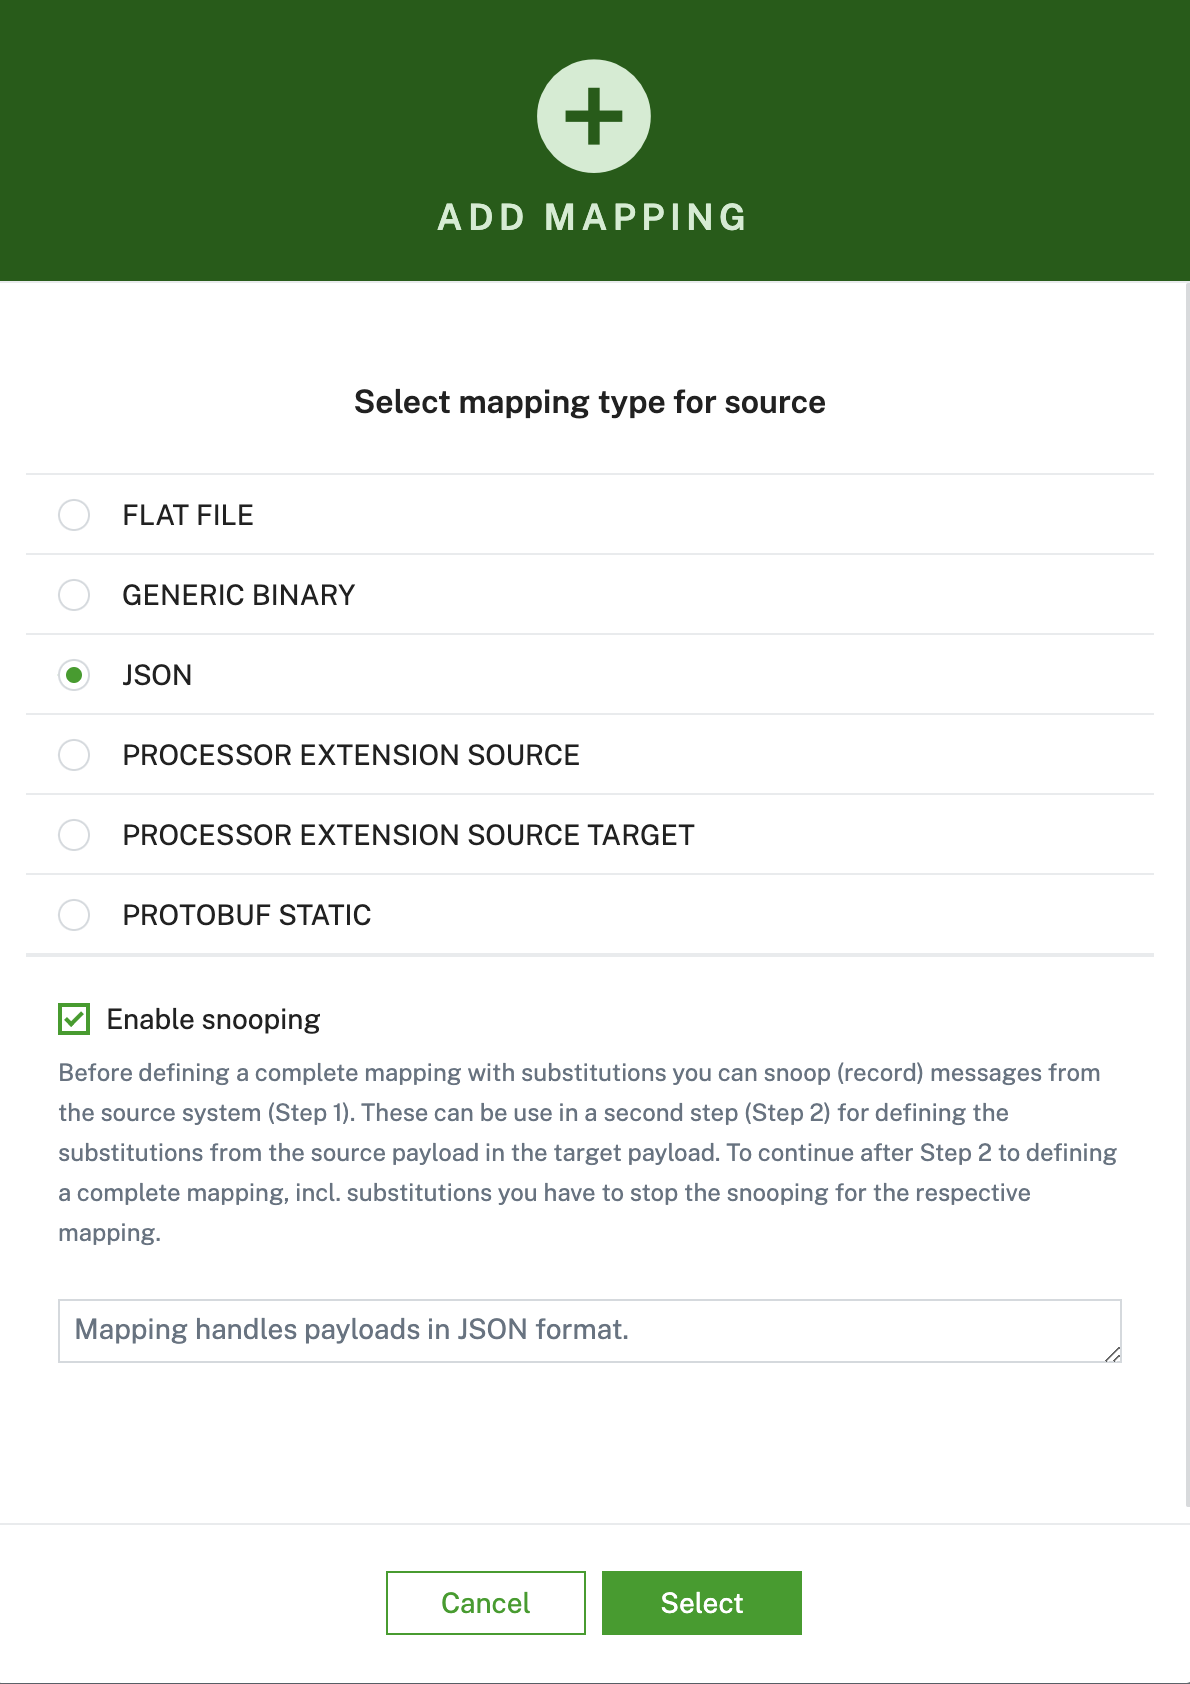 ADD MAPPING
Select mapping type for source
FLAT FILE
GENERIC BINARY
JSON
PROCESSOR EXTENSION SOURCE
PROCESSOR EXTENSION SOURCE TARGET
PROTOBUF STATIC
Enable snooping
Before defining a complete mapping with substitutions you can snoop (record) messages from
the source system (Step 1). These can be use in a second step (Step 2) for defining the
substitutions from the source payload in the target payload. To continue after Step 2 to defining
a complete mapping, incl. substitutions you have to stop the snooping for the respective
mapping.
Mapping handles payloads in JSON format.
Cancel
Select